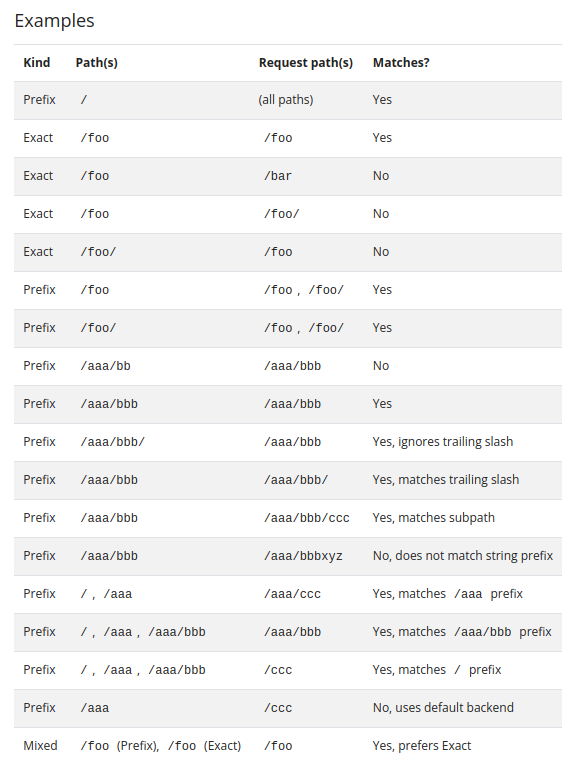 Examples
Kind Path(s) Request path(s) Matches?
Prefix / (all paths) Yes
Exact /foo /foo Yes
Exact /foo /bar No
Exact /foo /foo/ No
Exact /foo/ /foo No
Prefix /foo /foo , /foo/ Yes
Prefix /foo/ /foo , /foo/ Yes
Prefix /aaa/bb /aaa/bbb No
Prefix /aaa/bbb /aaa/bbb Yes
Prefix /aaa/bbb/ /aaa/bbb Yes, ignores trailing slash
Prefix /aaa/bbb /aaa/bbb/ Yes, matches trailing slash
Prefix /aaa/bbb /aaa/bbb/ccc Yes, matches subpath
Prefix /aaa/bbb /aaa/bbbxyz No, does not match string prefix
Prefix / , /aaa /aaa/ccc Yes, matches /aaa prefix
Prefix / , /aaa , /aaa/bbb /aaa/bbb Yes, matches /aaa/bbb prefix
Prefix / , /aaa , /aaa/bbb /ccc Yes, matches / prefix
Prefix /aaa /ccc No, uses default backend
Mixed /foo (Prefix), /foo (Exact) /foo Yes, prefers Exact